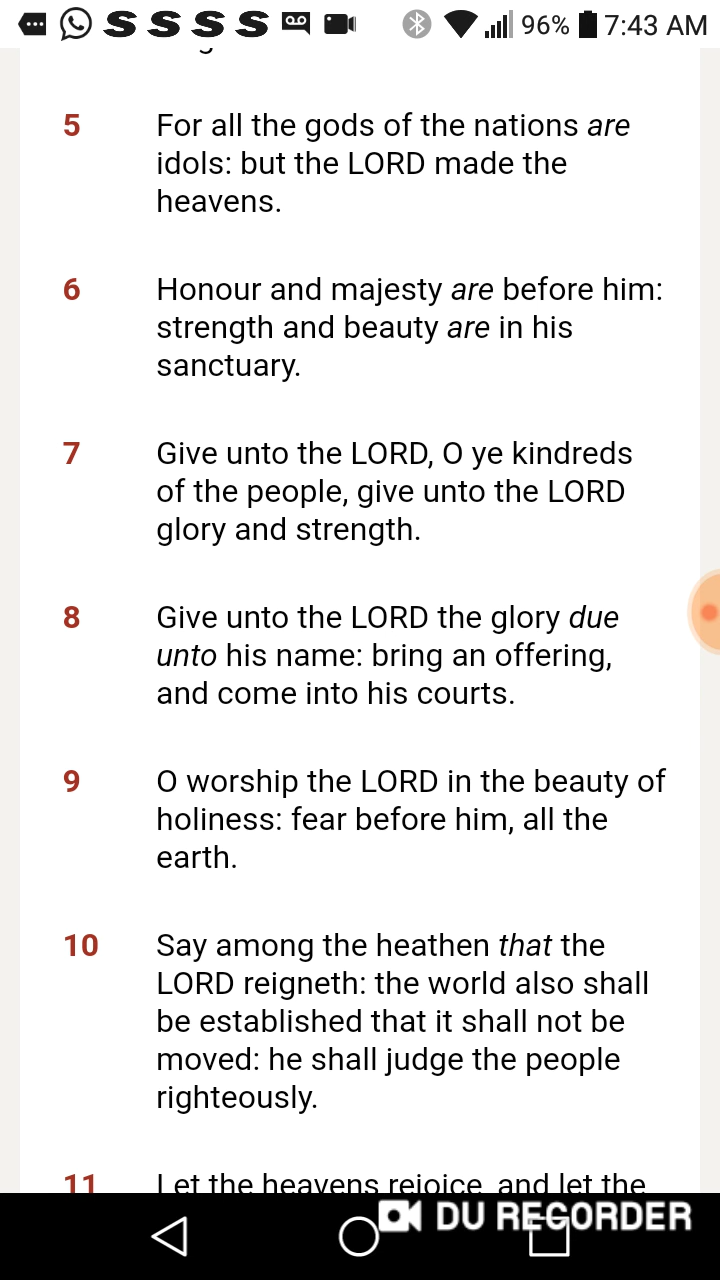 96% 7:43 AM
5 For all the gods of the nations are
idols: but the LORD made the
heavens.
6 Honour and majesty are before him:
strength and beauty are in his
sanctuary.
7 Give unto the LORD, O ye kindreds
of the people, give unto the LORD
glory and strength.
8 Give unto the LORD the glory due
unto his name: bring an offering,
and come into his courts.
9 O worship the LORD in the beauty of
holiness: fear before him, all the
earth.
10 Say among the heathen that the
LORD reigneth: the world also shall
be established that it shall not be
moved: he shall judge the people
righteously.
11 Let the heavens rejoice, and let the
DU RECORDER